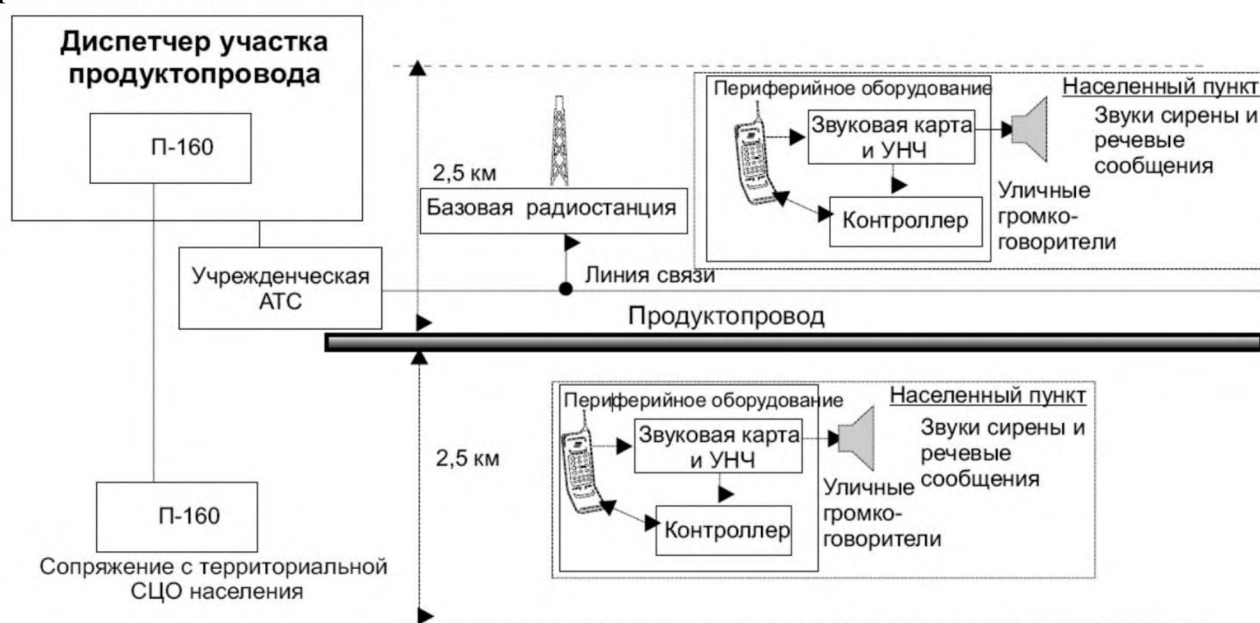 Диспетчер участка
продуктопровода
П-160
Учрежденческая
АТС
П-160
Сопряжение с территориальной
СЦО населения
2,5 км
Базовая радиостанция
Линия связи
Продуктопровод
Периферийное оборудование
Звуковая карта
и УНЧ
Контроллер
Населенный пункт
Звуки сирены и
речевые
сообщения
Уличные
громко-
говорители
2,5 км
Периферийное оборудование
Звуковая карта
и УНЧ
Контроллер
Населенный пункт
Звуки сирены и
речевые
сообщения
Уличные
громко-
говорители